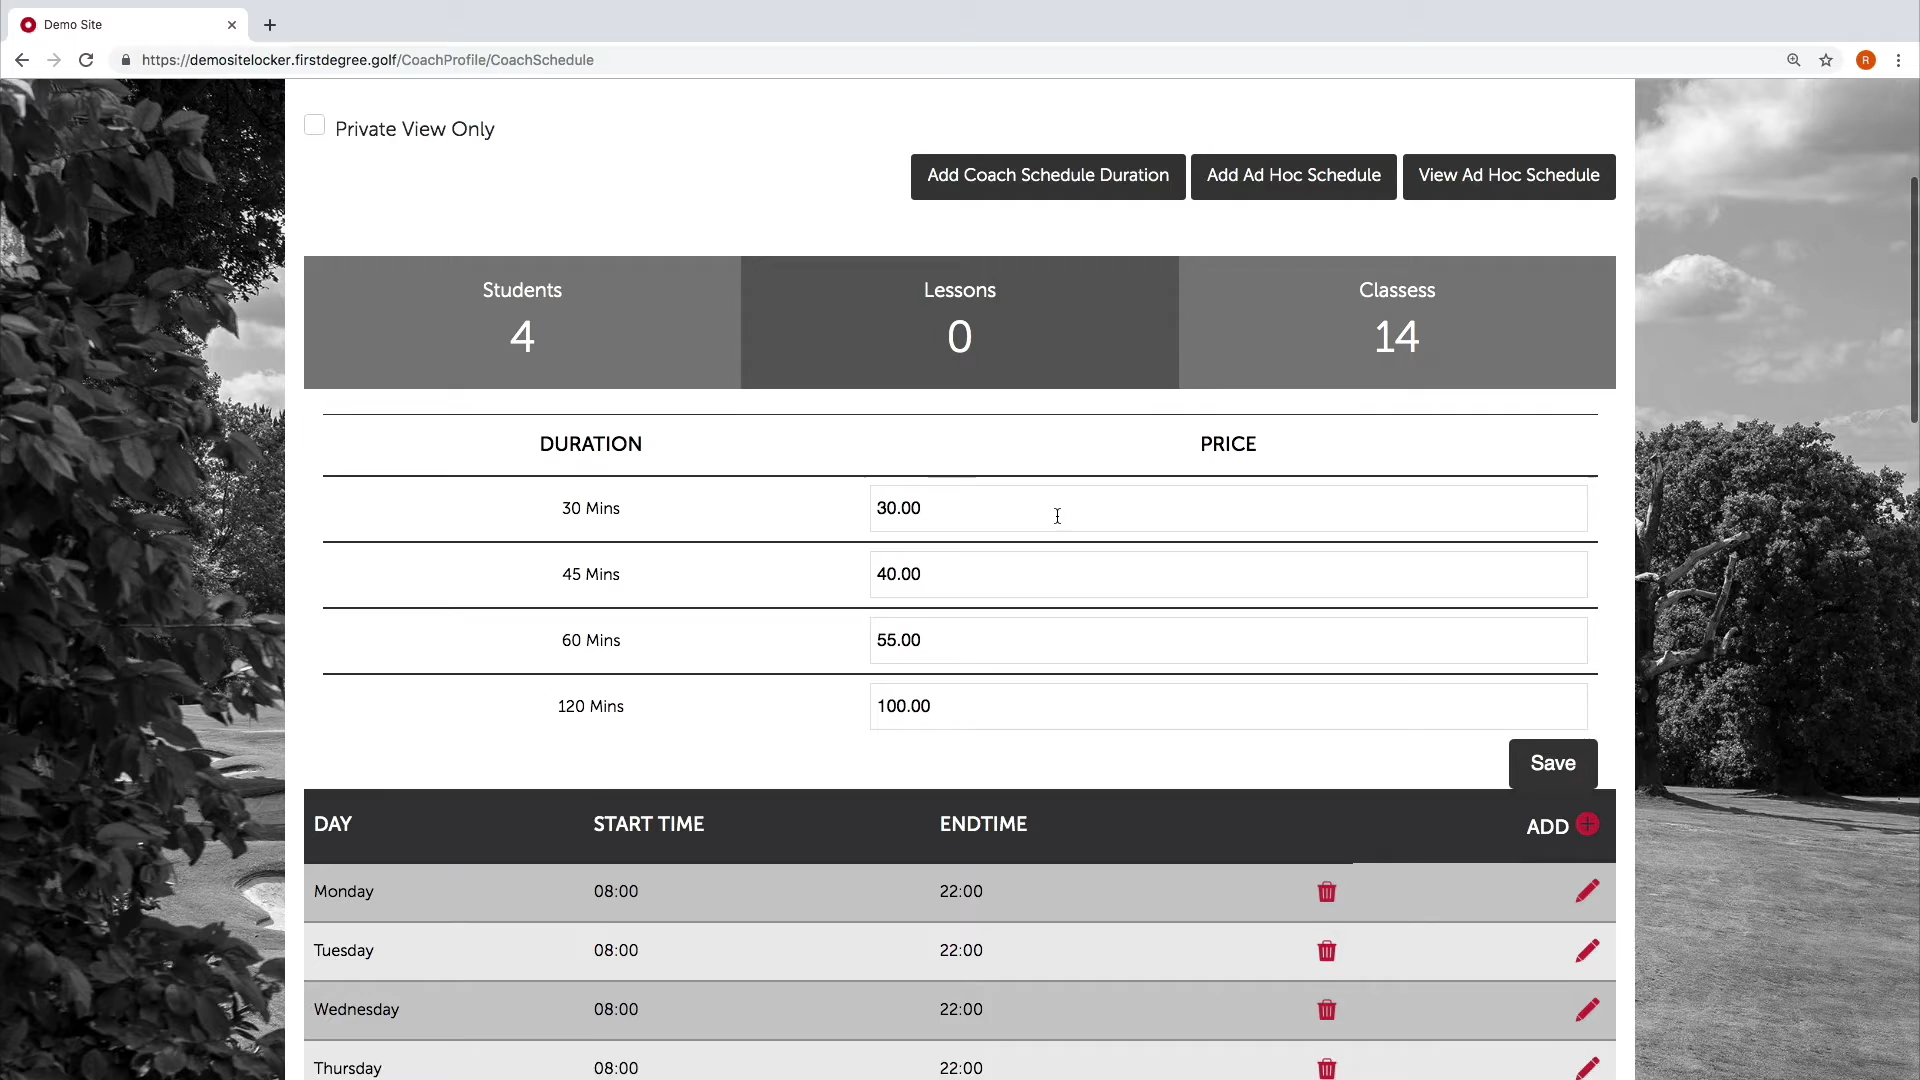 Demo Site
https://demositelocker.firstdegree.golf/CoachProfile/CoachSchedule
R
Private View Only
Add Coach Schedule Duration Add Ad Hoc Schedule View Ad Hoc Schedule
Students Lessons Classess
4 0 14
DURATION PRICE
30 Mins 30.00
45 Mins 40.00
60 Mins 55.00
120 Mins 100.00
Save
DAY START TIME ENDTIME ADD
Monday 08:00 22:00
Tuesday 08:00 22:00
Wednesday 08:00 22:00
Thursday 08:00 22:00